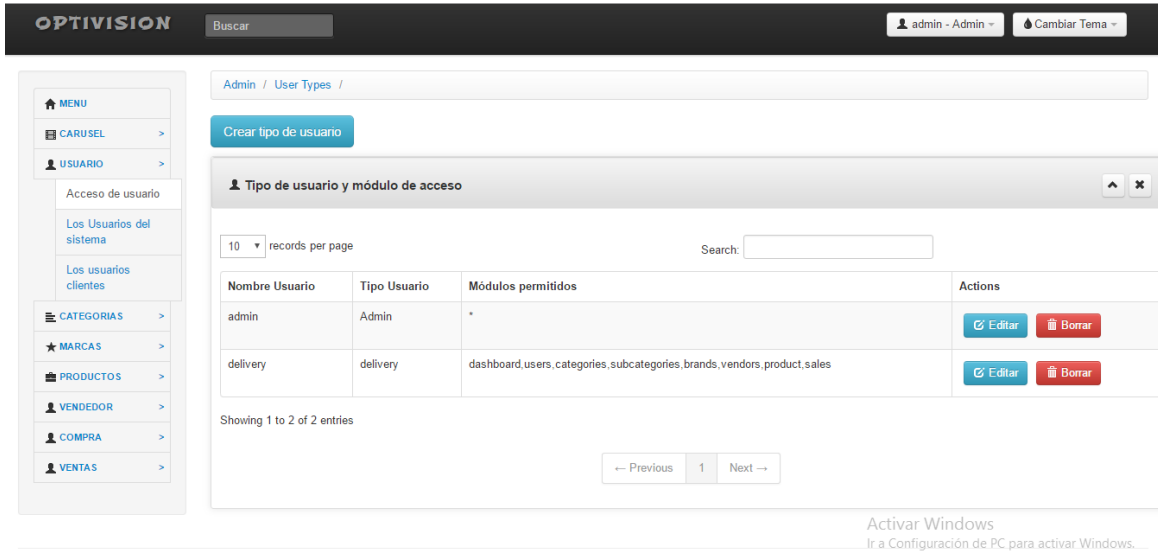 OPTIVISION
Buscar
admin - Admin
Cambiar Tema
MENU
CARUSEL >
USUARIO >
Acceso de usuario
Los Usuarios del
sistema
Los usuarios
clientes
CATEGORIAS >
MARCAS >
PRODUCTOS >
VENDEDOR >
COMPRA >
VENTAS >
Admin / User Types /
Crear tipo de usuario
Tipo de usuario y módulo de acceso
10 records per page
Search:
Nombre Usuario Tipo Usuario Módulos permitidos Actions
admin Admin * Editar Borrar
delivery delivery dashboard,users,categories,subcategories,brands,vendors,product,sales Editar Borrar
Showing 1 to 2 of 2 entries
← Previous 1 Next →
Activar Windows
Ir a Configuración de PC para activar Windows.